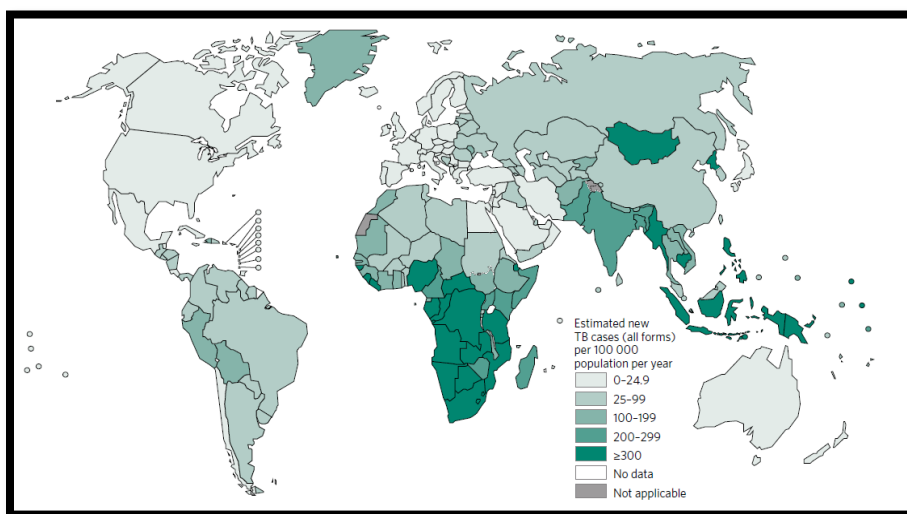 Estimated new
TB cases (all forms)
per 100 000
population per year
0–24.9
25–99
100–199
200–299
≥300
No data
Not applicable